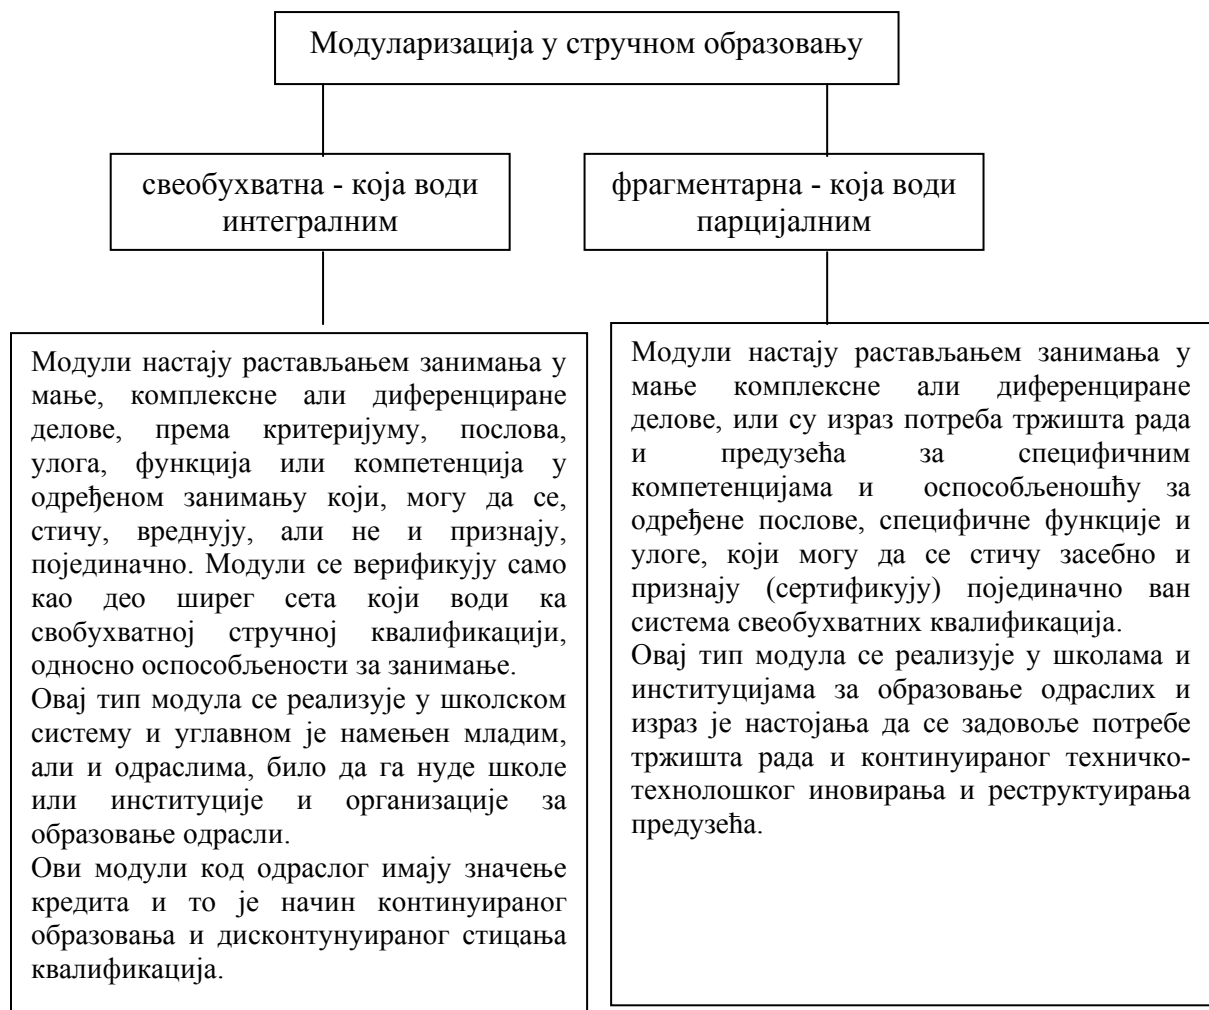 Модуларизација у стручном образовању
свеобухватна - која води
интегралним
фрагментарна - која води
парцијалним
Модули настају растављањем занимања у
мање, комплексне али диференциране
делове, према критеријуму, послова,
улога, функција или компетенција у
одређеном занимању који, могу да се,
стичу, вреднују, али не и признају,
појединачно. Модули се верификују само
као део ширег сета који води ка
свобухватној стручној квалификацији,
односно оспособљености за занимање.
Овај тип модула се реализује у школском
систему и углавном је намењен младим,
али и одраслима, било да га нуде школе
или институције и организације за
образовање одрасли.
Ови модули код одраслог имају значење
кредита и то је начин континуираног
образовања и дисконтунуираног стицања
квалификација.
Модули настају растављањем занимања у
мање комплексне али диференциране
делове, или су израз потреба тржишта рада
и предузећа за специфичним
компетенцијама и оспособљеношћу за
одређене послове, специфичне функције и
улоге, који могу да се стичу засебно и
признају (сертификују) појединачно ван
система свеобухватних квалификација.
Овај тип модула се реализује у школама и
институцијама за образовање одраслих и
израз је настојања да се задовоље потребе
тржишта рада и континуираног техничко-
технолошког иновирања и реструктуирања
предузећа.